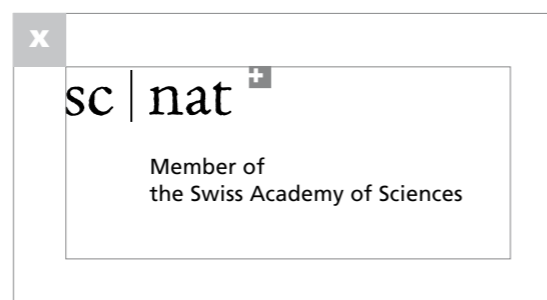 x
sc | nat +
Member of
the Swiss Academy of Sciences